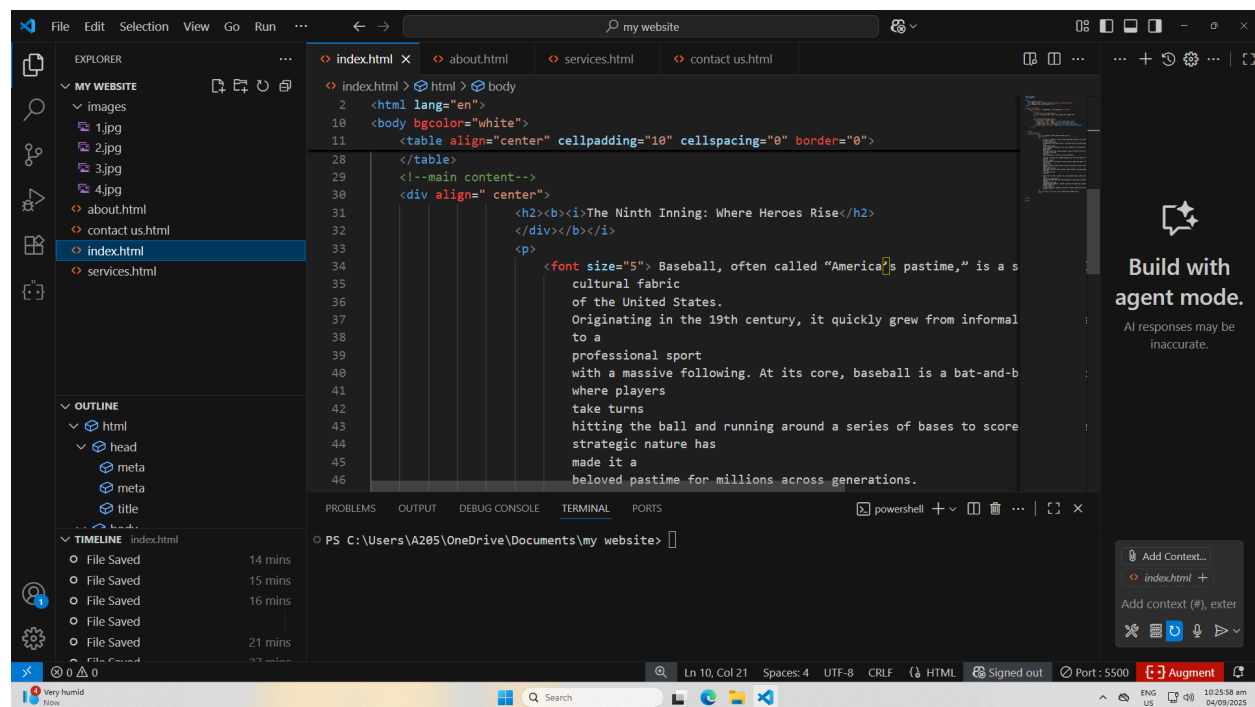 File Edit Selection View Go Run ··· my website
EXPLORER ···
MY WEBSITE
images
1.jpg
2.jpg
3.jpg
4.jpg
about.html
contact us.html
index.html
services.html
OUTLINE
html
head
meta
meta
title
TIMELINE index.html
File Saved 14 mins
File Saved 15 mins
File Saved 16 mins
File Saved
File Saved 21 mins
index.html about.html services.html contact us.html
index.html > html > body
2 <html lang="en">
10 <body bgcolor="white">
11 <table align="center" cellpadding="10" cellspacing="0" border="0">
28 </table>
29 <!--main content-->
30 <div align=" center">
31 <h2><b><i>The Ninth Inning: Where Heroes Rise</h2>
32 </div></b></i>
33 <p>
34 <font size="5"> Baseball, often called “America’s pastime,” is a s
35 cultural fabric
36 of the United States.
37 Originating in the 19th century, it quickly grew from informal
38 to a
39 professional sport
40 with a massive following. At its core, baseball is a bat-and-b
41 where players
42 take turns
43 hitting the ball and running around a series of bases to score
44 strategic nature has
45 made it a
46 beloved pastime for millions across generations.
PROBLEMS OUTPUT DEBUG CONSOLE TERMINAL PORTS powershell
PS C:\Users\A205\OneDrive\Documents\my website>
Build with
agent mode.
AI responses may be
inaccurate.
Add Context...
index.html +
Add context (#), exter
1
0 0 Ln 10, Col 21 Spaces: 4 UTF-8 CRLF HTML Signed out Port : 5500 Augment
4
Very humid
Now
Search
ENG
US
10:25:58 am
04/09/2025